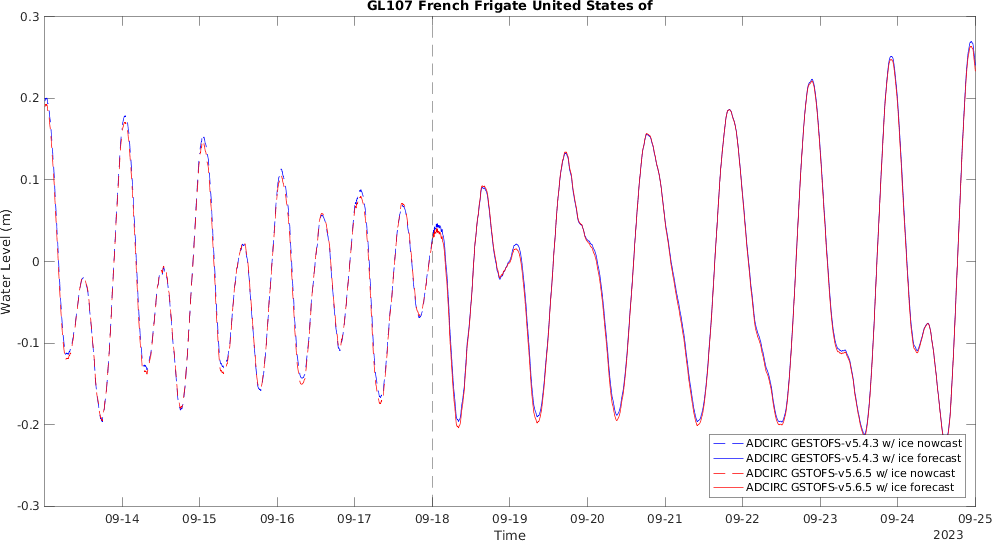 GL107 French Frigate United States of
0.3
0.2
0.1
0
-0.1
-0.2
-0.3
Water Level (m)
ADCIRC GESTOFS-v5.4.3 w/ ice nowcast
ADCIRC GESTOFS-v5.4.3 w/ ice forecast
ADCIRC GSTOFS-v5.6.5 w/ ice nowcast
ADCIRC GSTOFS-v5.6.5 w/ ice forecast
09-14 09-15 09-16 09-17 09-18 09-19 09-20 09-21 09-22 09-23 09-24 09-25
Time 2023